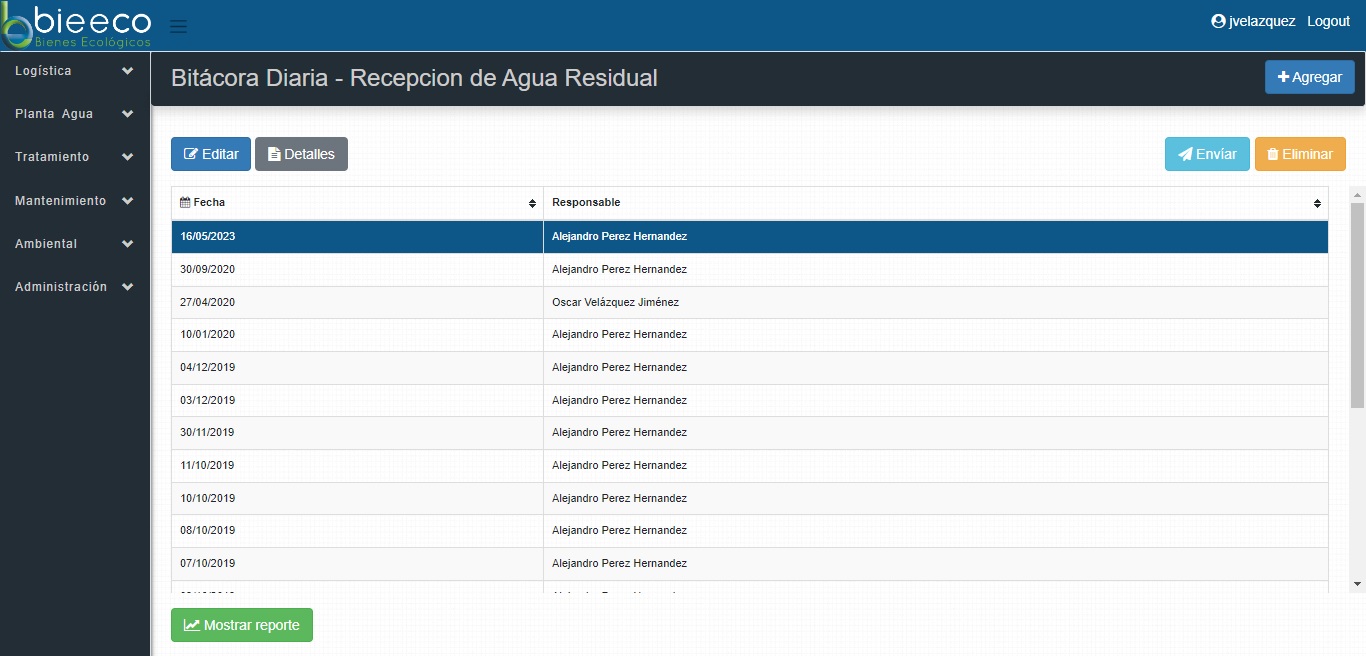 bieeco
Bienes Ecológicos
jvelazquez Logout
Logística
Planta Agua
Tratamiento
Mantenimiento
Ambiental
Administración
Bitácora Diaria - Recepcion de Agua Residual
Agregar
Editar Detalles Envíar Eliminar
Fecha Responsable
16/05/2023 Alejandro Perez Hernandez
30/09/2020 Alejandro Perez Hernandez
27/04/2020 Oscar Velázquez Jiménez
10/01/2020 Alejandro Perez Hernandez
04/12/2019 Alejandro Perez Hernandez
03/12/2019 Alejandro Perez Hernandez
30/11/2019 Alejandro Perez Hernandez
11/10/2019 Alejandro Perez Hernandez
10/10/2019 Alejandro Perez Hernandez
08/10/2019 Alejandro Perez Hernandez
07/10/2019 Alejandro Perez Hernandez
Mostrar reporte